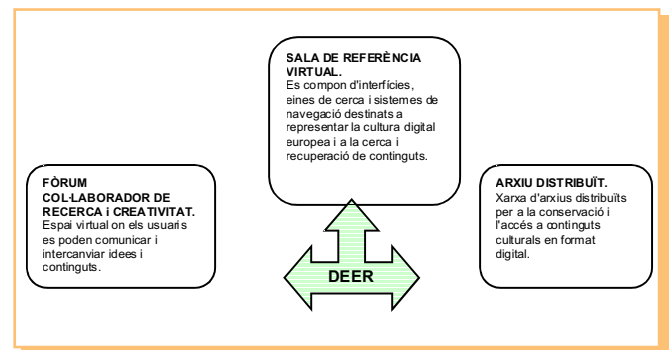 SALA DE REFERÈNCIA
VIRTUAL.
Es compon d'interfícies,
eines de cerca i sistemes de
navegació destinats a
representar la cultura digital
europea i a la cerca i
recuperació de continguts.
FÒRUM
COL·LABORADOR DE
RECERCA i CREATIVITAT.
Espai virtual on els usuaris
es poden comunicar i
intercanviar idees i
continguts.
ARXIU DISTRIBUÏT.
Xarxa d'arxius distribuïts
per a la conservació i
l'accés a continguts
culturals en format
digital.
DEER